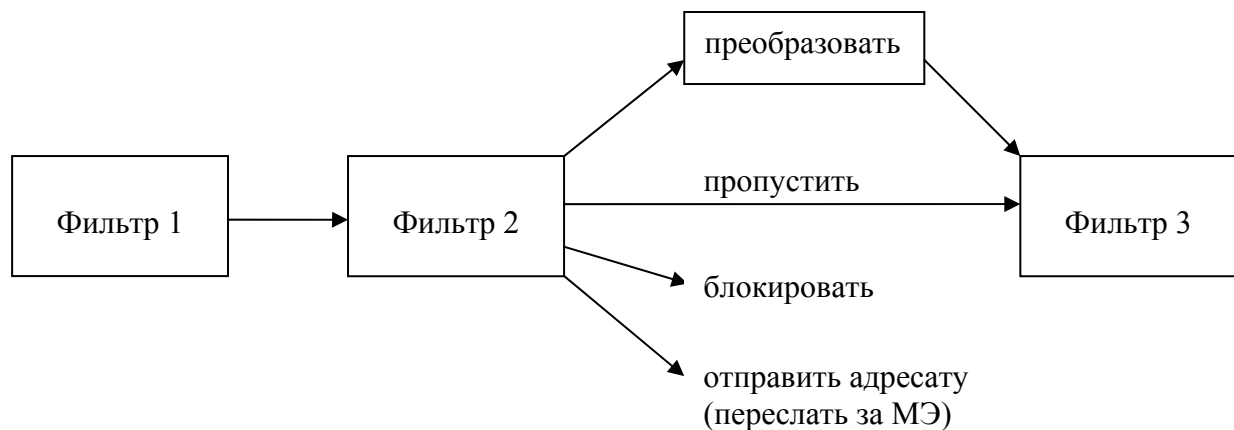 преобразовать
пропустить
Фильтр 1
Фильтр 2
Фильтр 3
блокировать
отправить адресату
(переслать за МЭ)